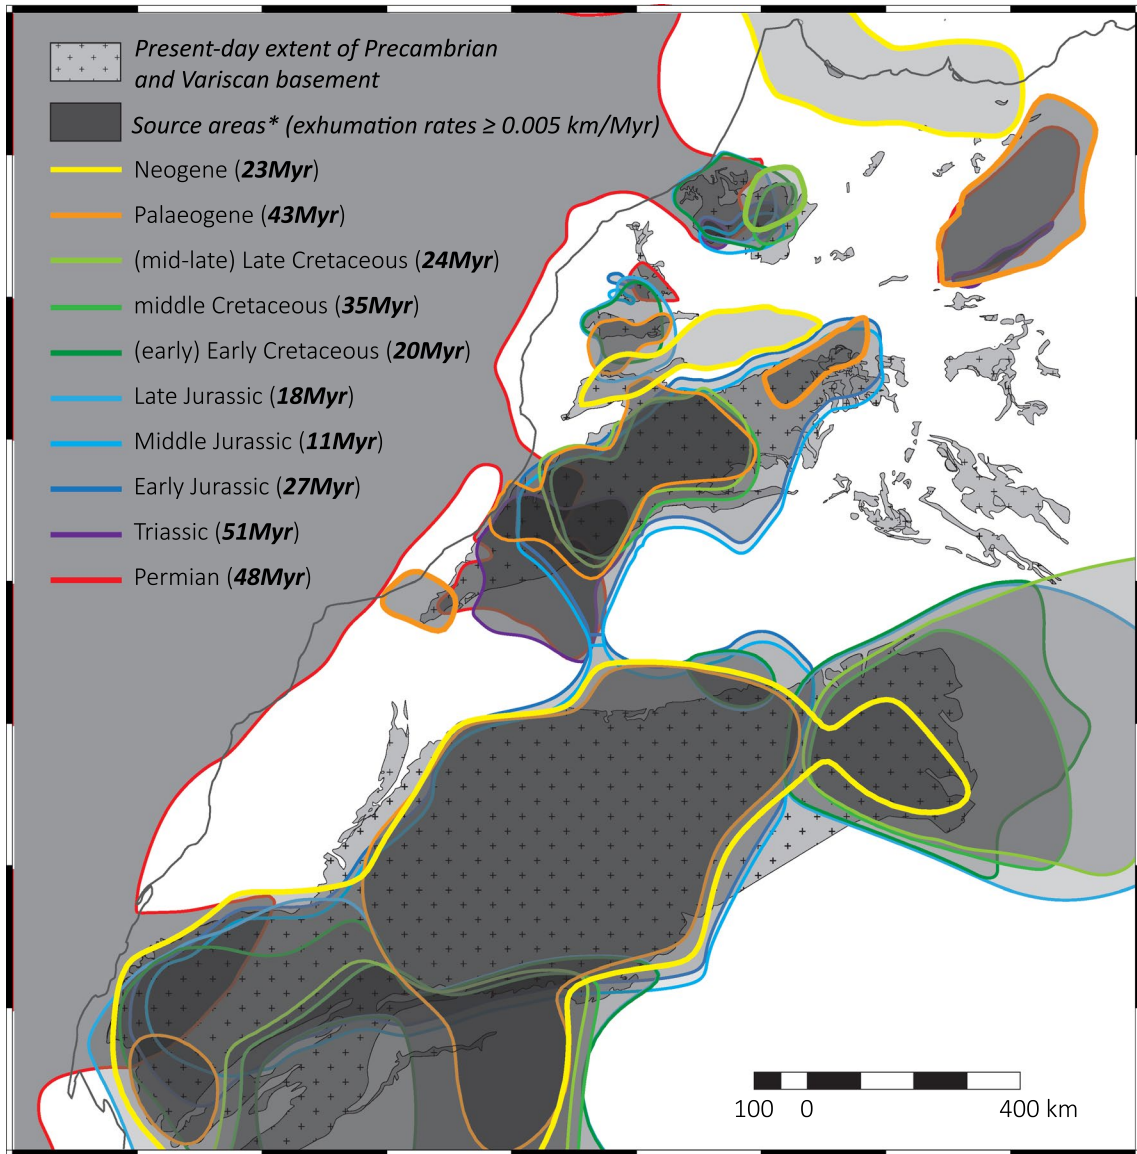 Present-day extent of Precambrian
and Variscan basement
Source areas* (exhumation rates ≥ 0.005 km/Myr)
Neogene (23Myr)
Palaeogene (43Myr)
(mid-late) Late Cretaceous (24Myr)
middle Cretaceous (35Myr)
(early) Early Cretaceous (20Myr)
Late Jurassic (18Myr)
Middle Jurassic (11Myr)
Early Jurassic (27Myr)
Triassic (51Myr)
Permian (48Myr)
100 0 400 km